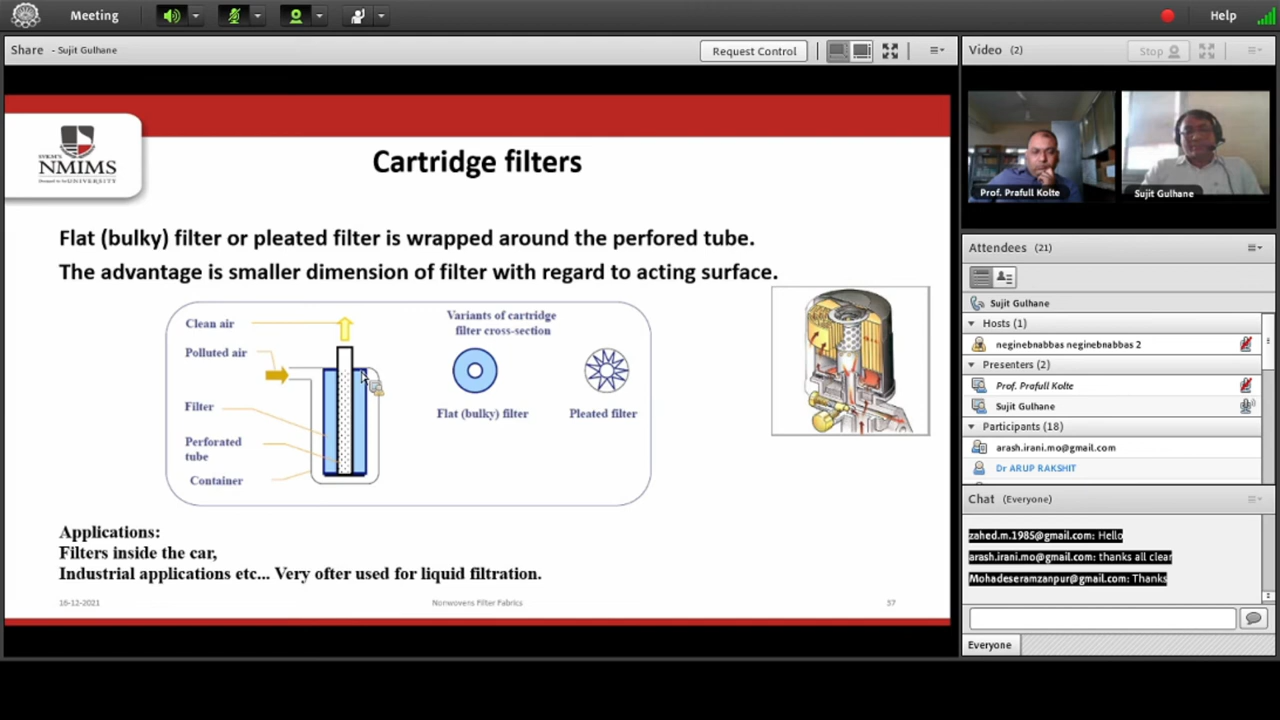 Meeting
Help
Share - Sujit Gulhane
Request Control
Video (2)
Stop
SVKM'S
NMIMS
UNIVERSITY
Cartridge filters
Flat (bulky) filter or pleated filter is wrapped around the perfored tube.
The advantage is smaller dimension of filter with regard to acting surface.
Clean air
Polluted air
Filter
Perforated
tube
Container
Variants of cartridge
filter cross-section
Flat (bulky) filter
Pleated filter
Applications:
Filters inside the car,
Industrial applications etc... Very ofter used for liquid filtration.
16-12-2021
Nonwovens Filter Fabrics
37
Prof. Prafull Kolte
Sujit Gulhane
Attendees (21)
Sujit Gulhane
Hosts (1)
neginebnabbas neginebnabbas 2
Presenters (2)
Prof. Prafull Kolte
Sujit Gulhane
Participants (18)
arash.irani.mo@gmail.com
Dr ARUP RAKSHIT
Chat (Everyone)
zahed.m.1985@gmail.com: Hello
arash.irani.mo@gmail.com: thanks all clear
Mohadeseramzanpur@gmail.com: Thanks
Everyone